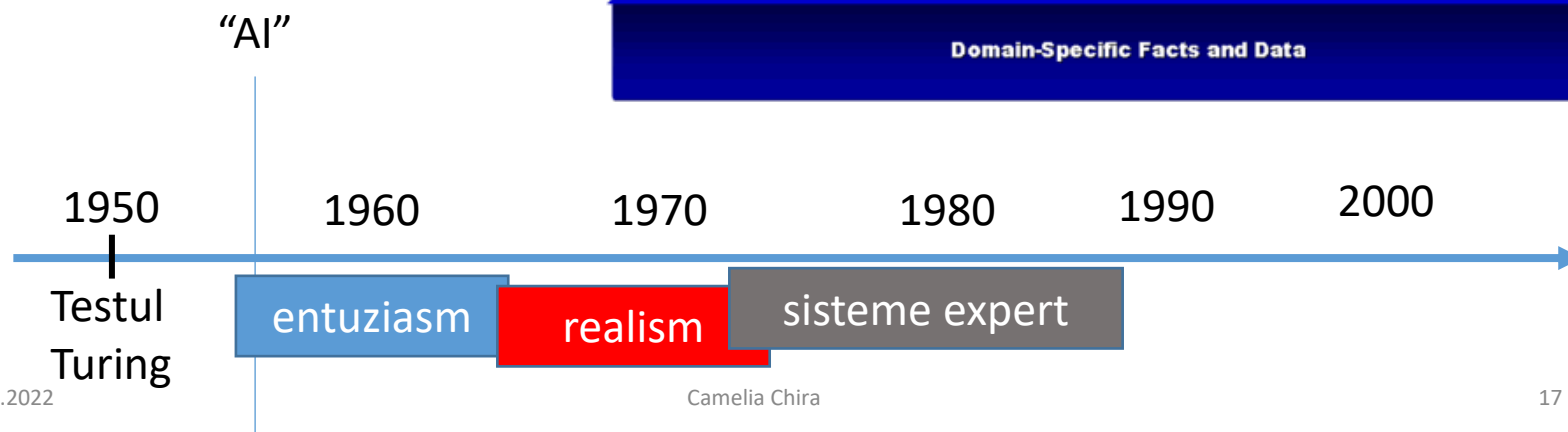 “AI”
Domain-Specific Facts and Data
1950 1960 1970 1980 1990 2000
Testul
Turing
entuziasm
realism
sisteme expert
.2022
Camelia Chira
17